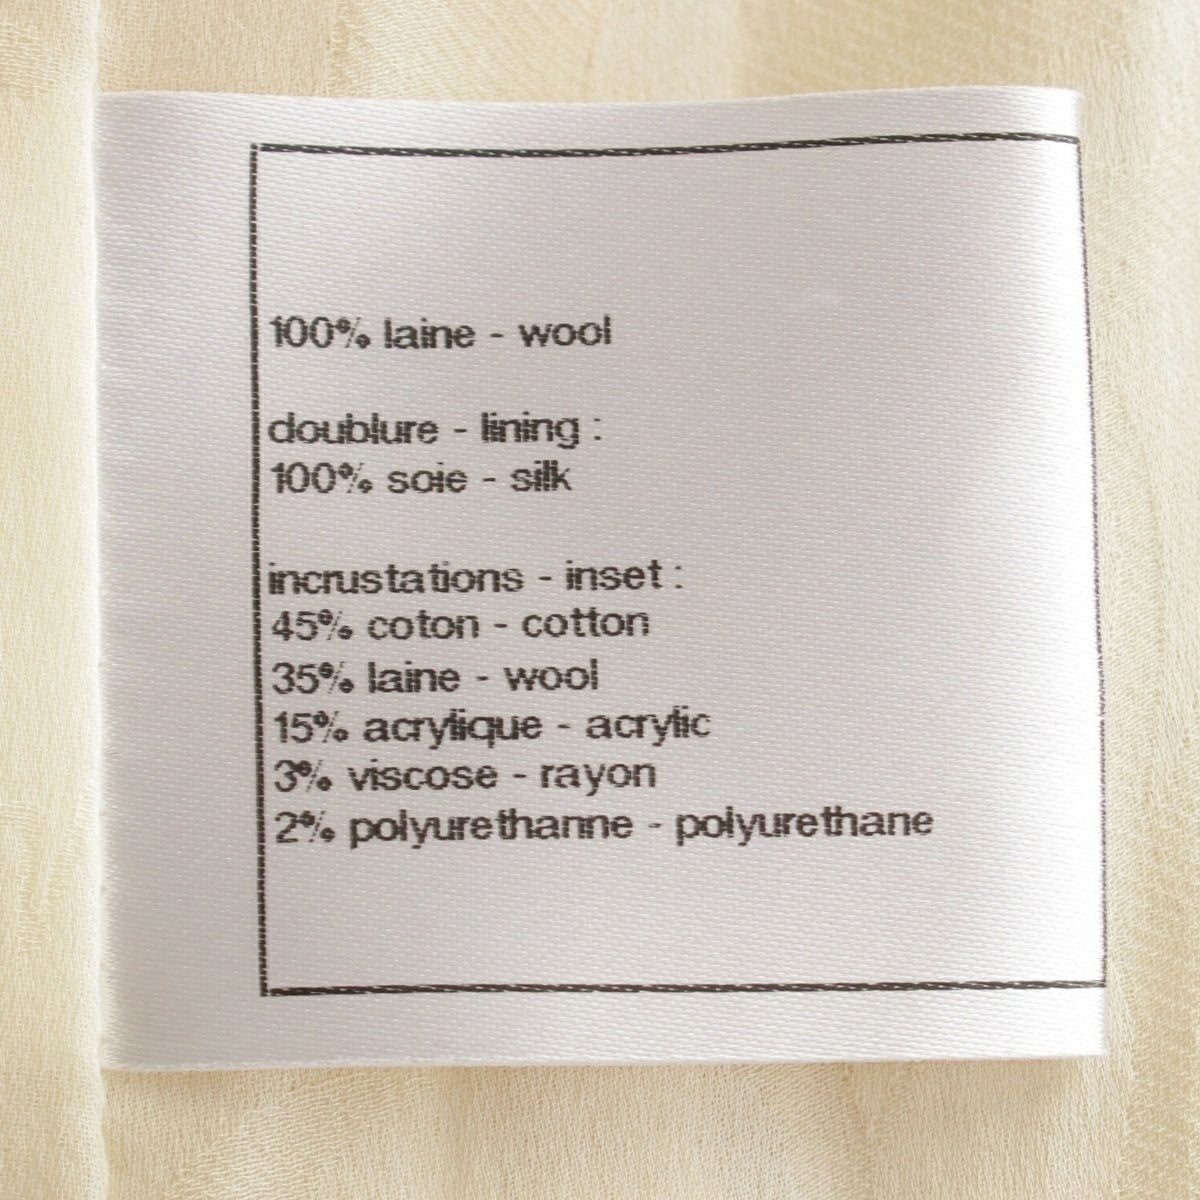 100% laine - wool
doublure - lining :
100% soie - silk
incrustations - inset :
45% coton - cotton
35% laine - wool
15% acrylique - acrylic
3% viscose - rayon
2% polyurethanne - polyurethane